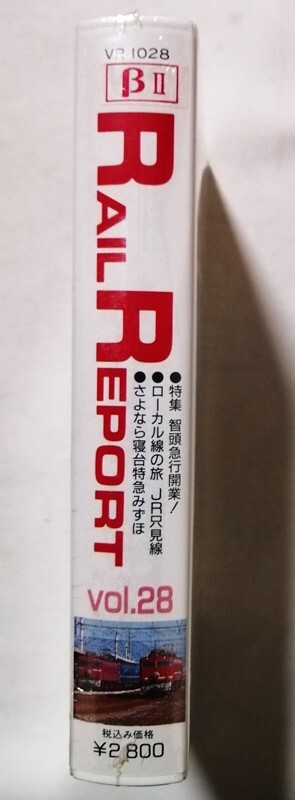 VR-1028
βII
RAIL REPORT
●特集 智頭急行開業！
●ローカル線の旅 JR只見線
●さよなら寝台特急みずほ
vol.28
税込み価格
¥2800